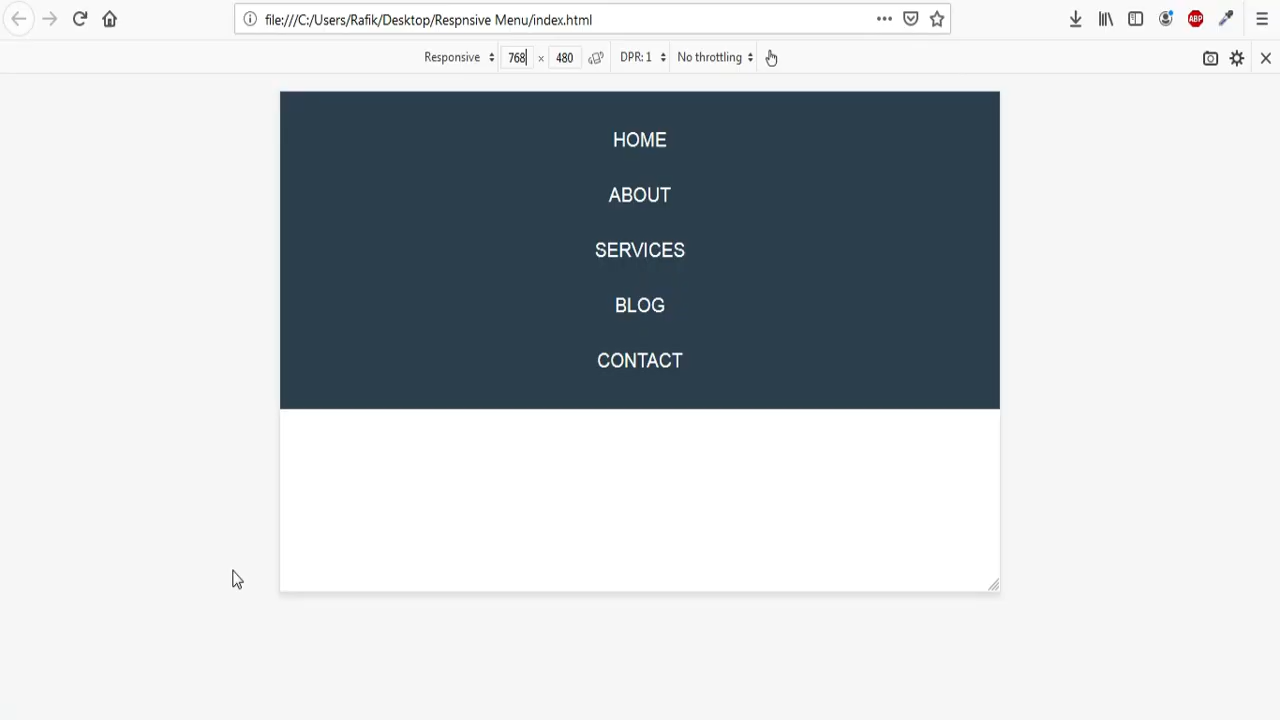 file:///C:/Users/Rafik/Desktop/Respnsive Menu/index.html
Responsive 768 × 480 DPR: 1 No throttling
ABP
HOME
ABOUT
SERVICES
BLOG
CONTACT